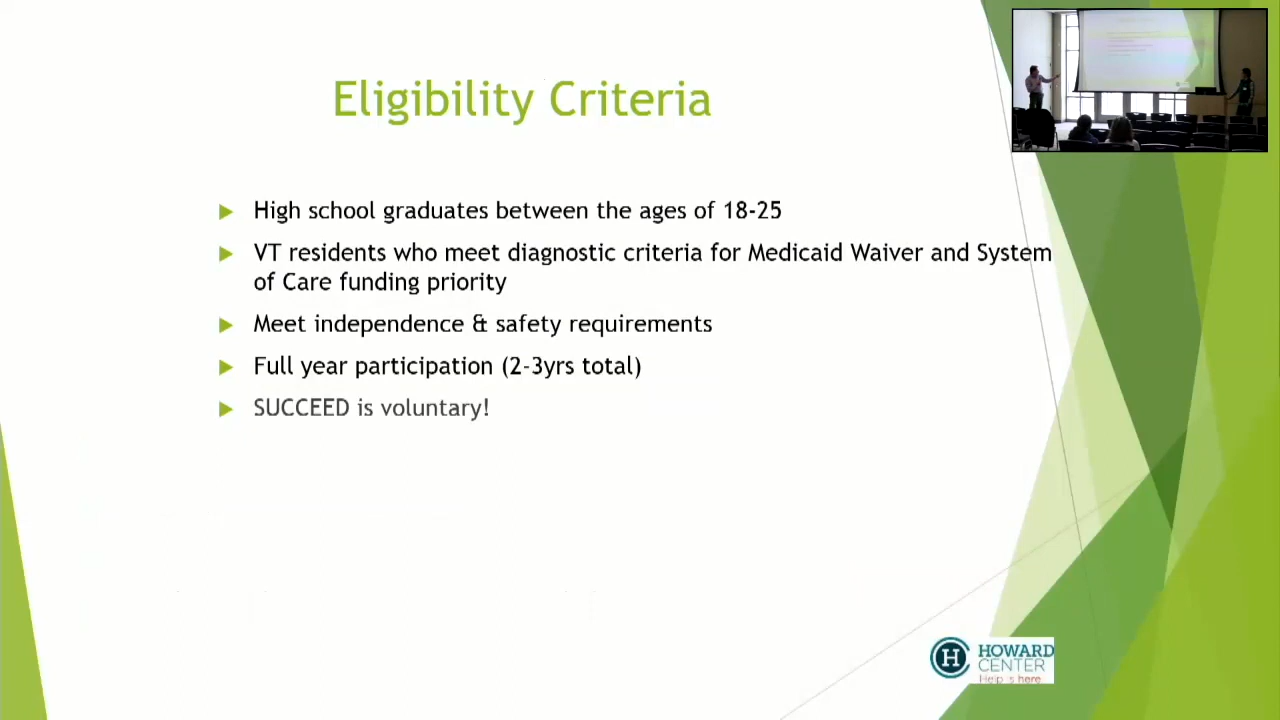 Eligibility Criteria
High school graduates between the ages of 18-25
VT residents who meet diagnostic criteria for Medicaid Waiver and System
of Care funding priority
Meet independence & safety requirements
Full year participation (2-3yrs total)
SUCCEED is voluntary!
H HOWARD
CENTER
Help is here.